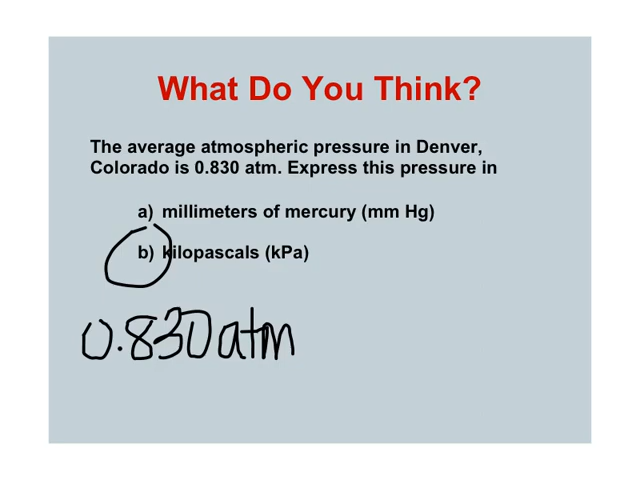 What Do You Think?
The average atmospheric pressure in Denver,
Colorado is 0.830 atm. Express this pressure in
a) millimeters of mercury (mm Hg)
b) kilopascals (kPa)
0.830 atm